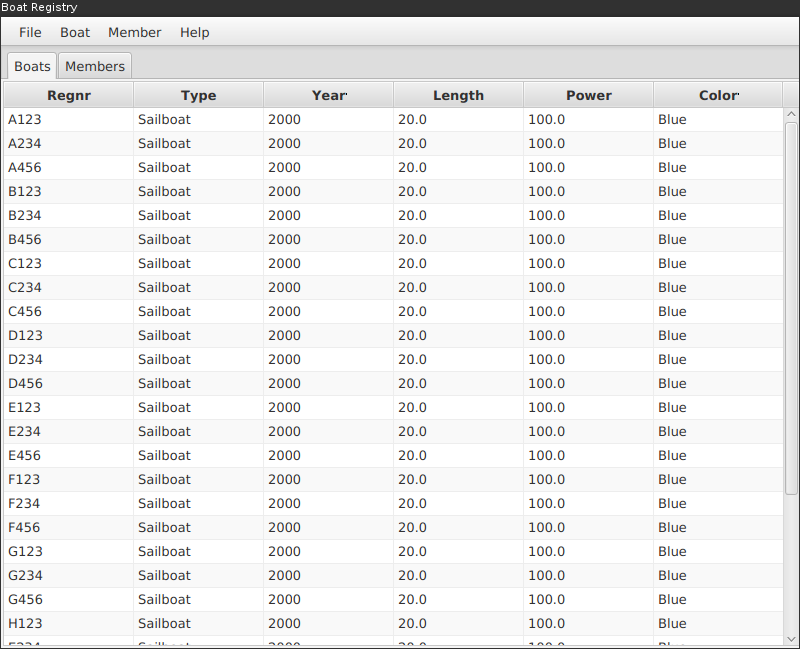 Boat Registry
File Boat Member Help
Boats Members
Regnr Type Year Length Power Color
A123 Sailboat 2000 20.0 100.0 Blue
A234 Sailboat 2000 20.0 100.0 Blue
A456 Sailboat 2000 20.0 100.0 Blue
B123 Sailboat 2000 20.0 100.0 Blue
B234 Sailboat 2000 20.0 100.0 Blue
B456 Sailboat 2000 20.0 100.0 Blue
C123 Sailboat 2000 20.0 100.0 Blue
C234 Sailboat 2000 20.0 100.0 Blue
C456 Sailboat 2000 20.0 100.0 Blue
D123 Sailboat 2000 20.0 100.0 Blue
D234 Sailboat 2000 20.0 100.0 Blue
D456 Sailboat 2000 20.0 100.0 Blue
E123 Sailboat 2000 20.0 100.0 Blue
E234 Sailboat 2000 20.0 100.0 Blue
E456 Sailboat 2000 20.0 100.0 Blue
F123 Sailboat 2000 20.0 100.0 Blue
F234 Sailboat 2000 20.0 100.0 Blue
F456 Sailboat 2000 20.0 100.0 Blue
G123 Sailboat 2000 20.0 100.0 Blue
G234 Sailboat 2000 20.0 100.0 Blue
G456 Sailboat 2000 20.0 100.0 Blue
H123 Sailboat 2000 20.0 100.0 Blue